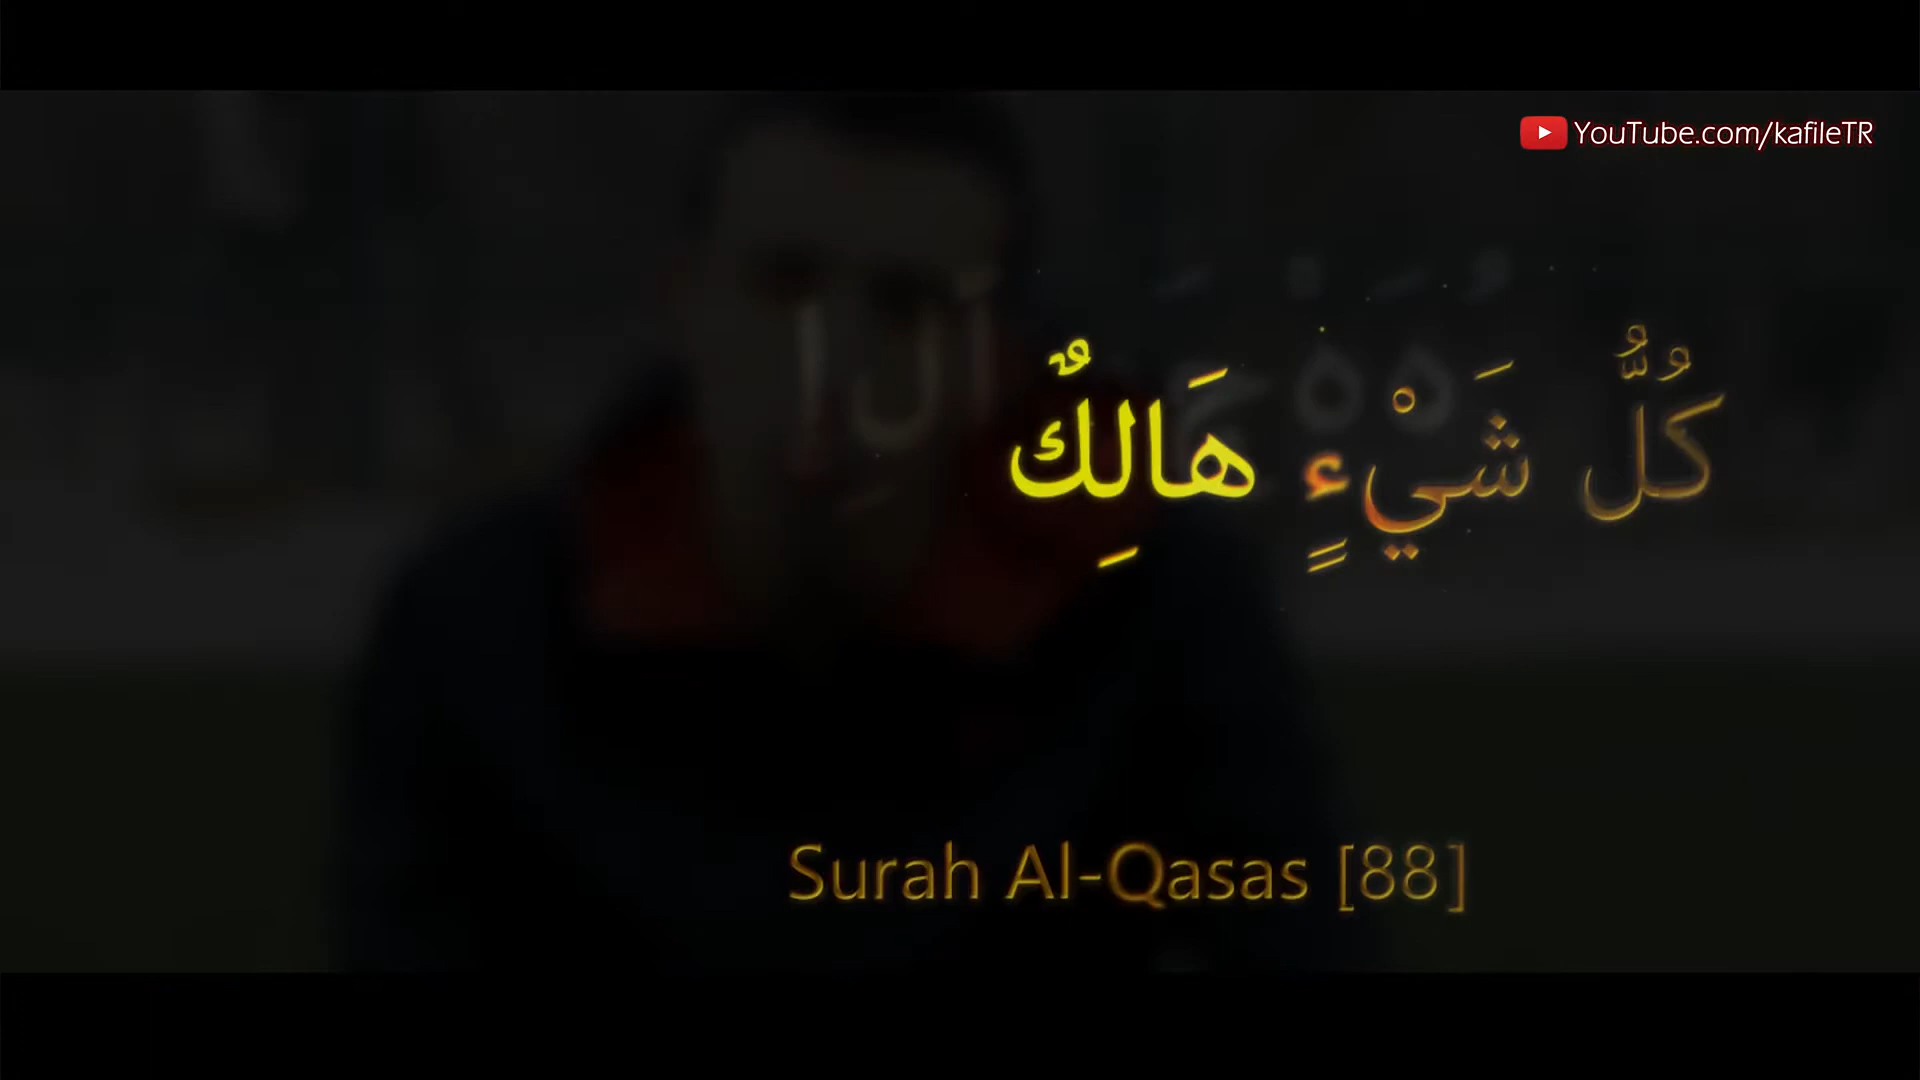 YouTube.com/kafileTR
كُلُّ شَيْءٍ هَالِكٌ
Surah Al-Qasas [88]